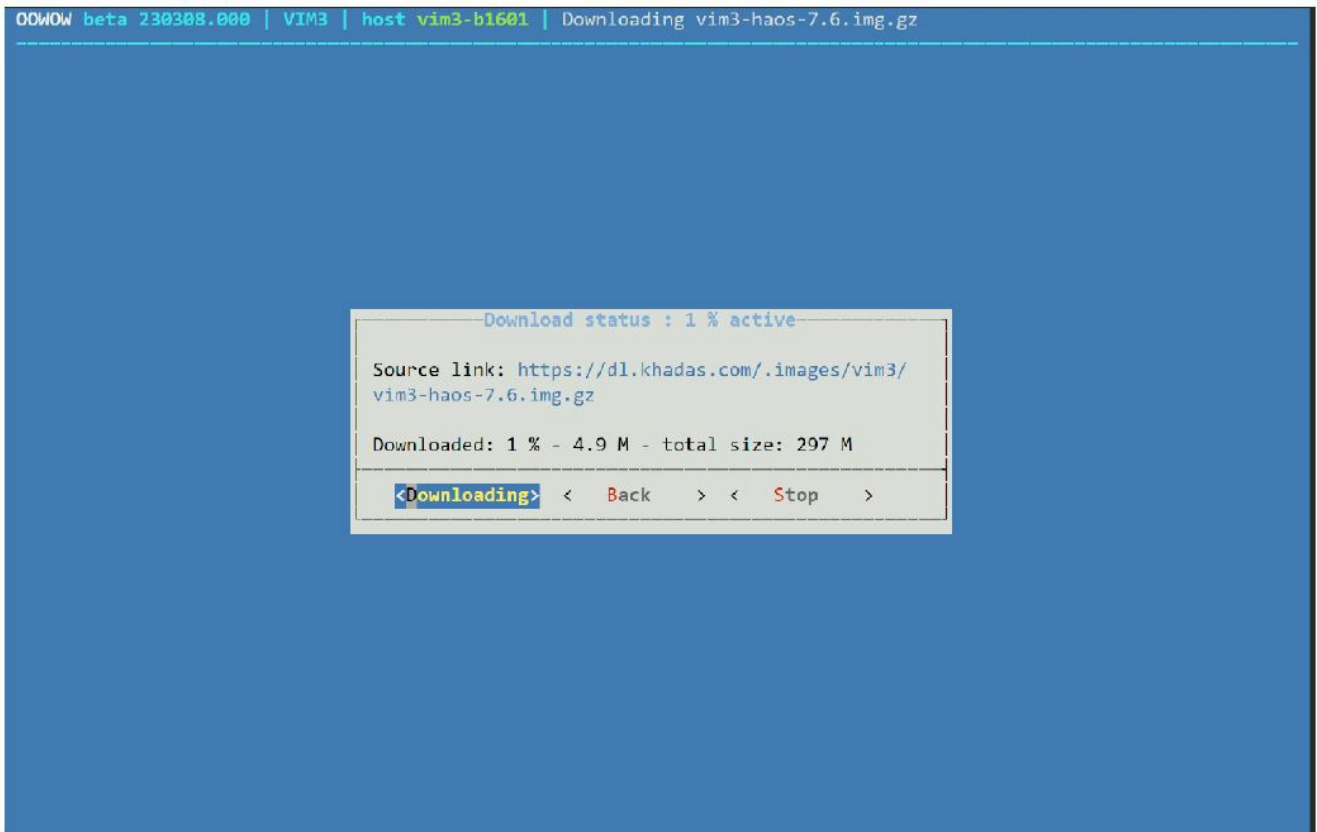 OOWOW beta 230308.000 | VIM3 | host vim3-b1601 | Downloading vim3-haos-7.6.img.gz
Download status : 1 % active
Source link: https://dl.khadas.com/.images/vim3/
vim3-haos-7.6.img.gz
Downloaded: 1 % - 4.9 M - total size: 297 M
<Downloading> < Back > < Stop >